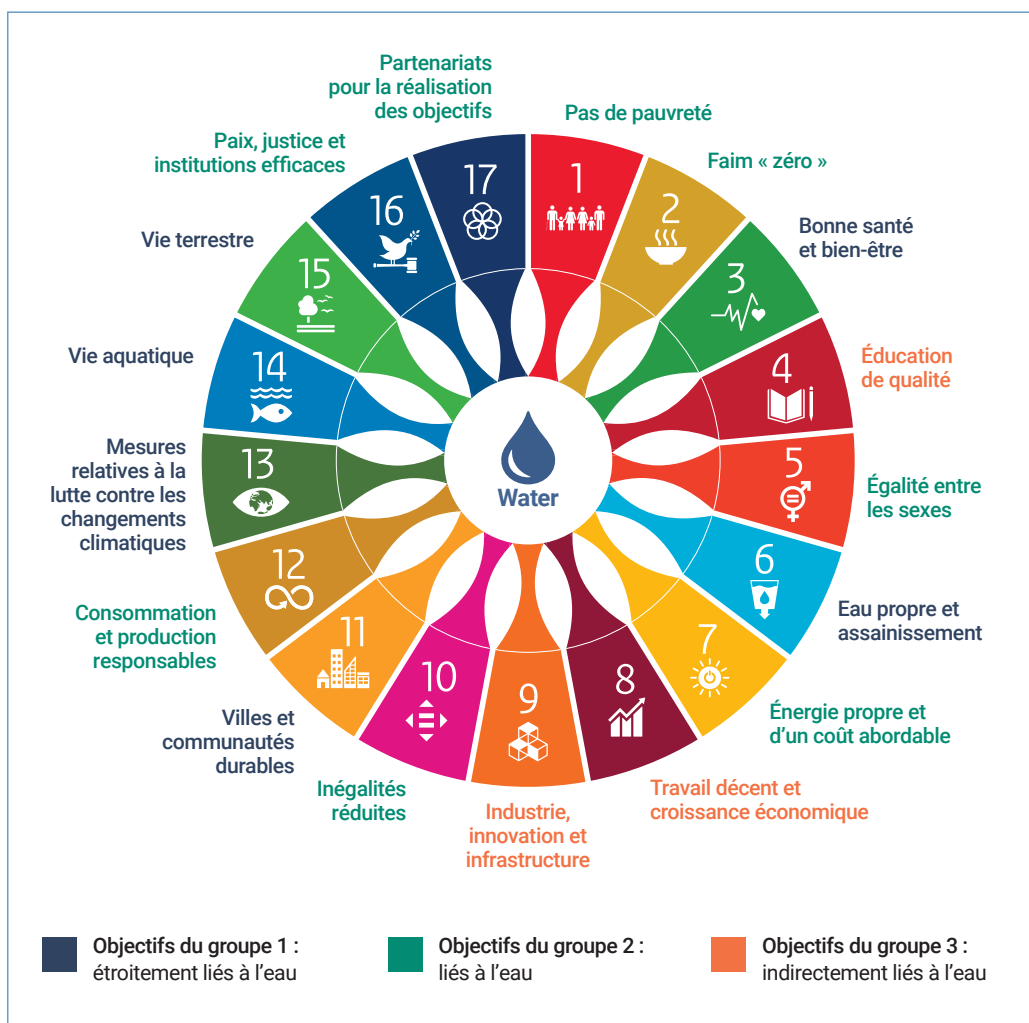 Partenariats
pour la réalisation
des objectifs
17
Pas de pauvreté
1
Faim « zéro »
2
Bonne santé
et bien-être
3
Éducation
de qualité
4
Égalité entre
les sexes
5
Eau propre et
assainissement
6
Énergie propre et
d'un coût abordable
7
Travail décent et
croissance économique
8
Industrie,
innovation et
infrastructure
9
Inégalités
réduites
10
Villes et
communautés
durables
11
Consommation
et production
responsables
12
Mesures
relatives à la
lutte contre les
changements
climatiques
13
Vie aquatique
14
Vie terrestre
15
Paix, justice et
institutions efficaces
16
Water
Objectifs du groupe 1 :
étroitement liés à l'eau
Objectifs du groupe 2 :
liés à l'eau
Objectifs du groupe 3 :
indirectement liés à l'eau